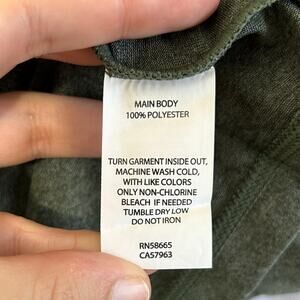 MAIN BODY
100% POLYESTER
TURN GARMENT INSIDE OUT,
MACHINE WASH COLD,
WITH LIKE COLORS
ONLY NON-CHLORINE
BLEACH IF NEEDED
TUMBLE DRY LOW
DO NOT IRON
RN58665
CA57963